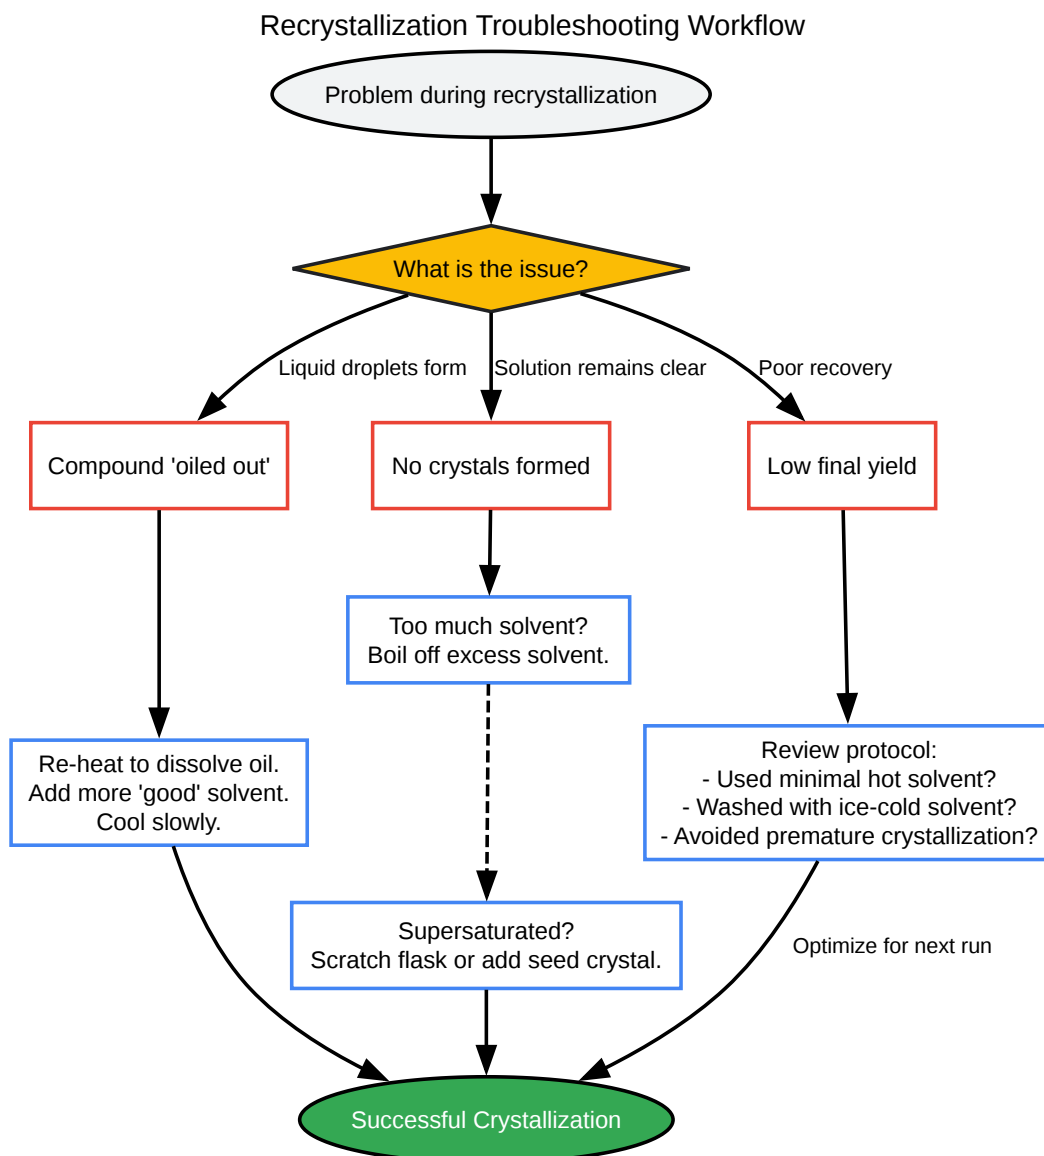 Recrystallization Troubleshooting Workflow
Problem during recrystallization
What is the issue?
Liquid droplets form
Solution remains clear
Poor recovery
Compound 'oiled out'
No crystals formed
Low final yield
Too much solvent?
Boil off excess solvent.
Re-heat to dissolve oil.
Add more 'good' solvent.
Cool slowly.
Review protocol:
- Used minimal hot solvent?
- Washed with ice-cold solvent?
- Avoided premature crystallization?
Supersaturated?
Scratch flask or add seed crystal.
Optimize for next run
Successful Crystallization